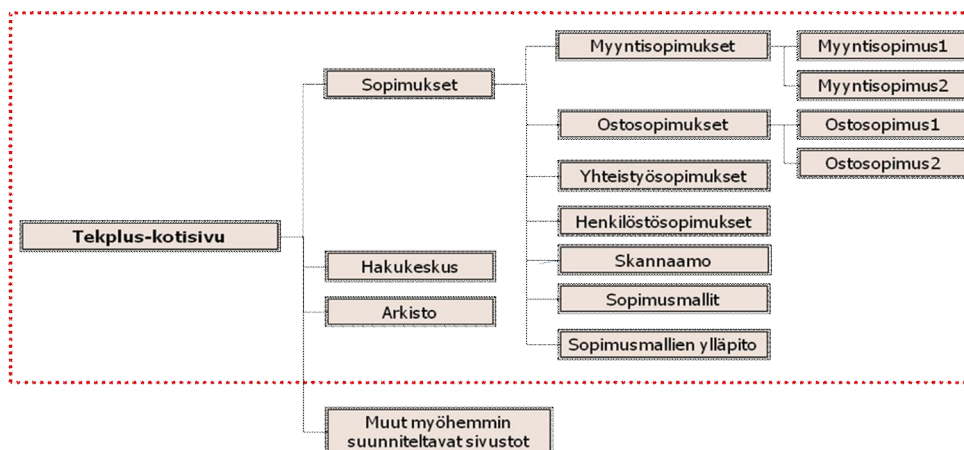 Myyntisopimukset
Myyntisopimus1
Sopimukset
Myyntisopimus2
Ostosopimukset
Ostosopimus1
Ostosopimus2
Yhteistyösopimukset
Henkilöstösopimukset
Tekplus-kotisivu
Skannaamo
Hakukeskus
Sopimusmallit
Arkisto
Sopimusmallien ylläpito
Muut myöhemmin
suunniteltavat sivustot